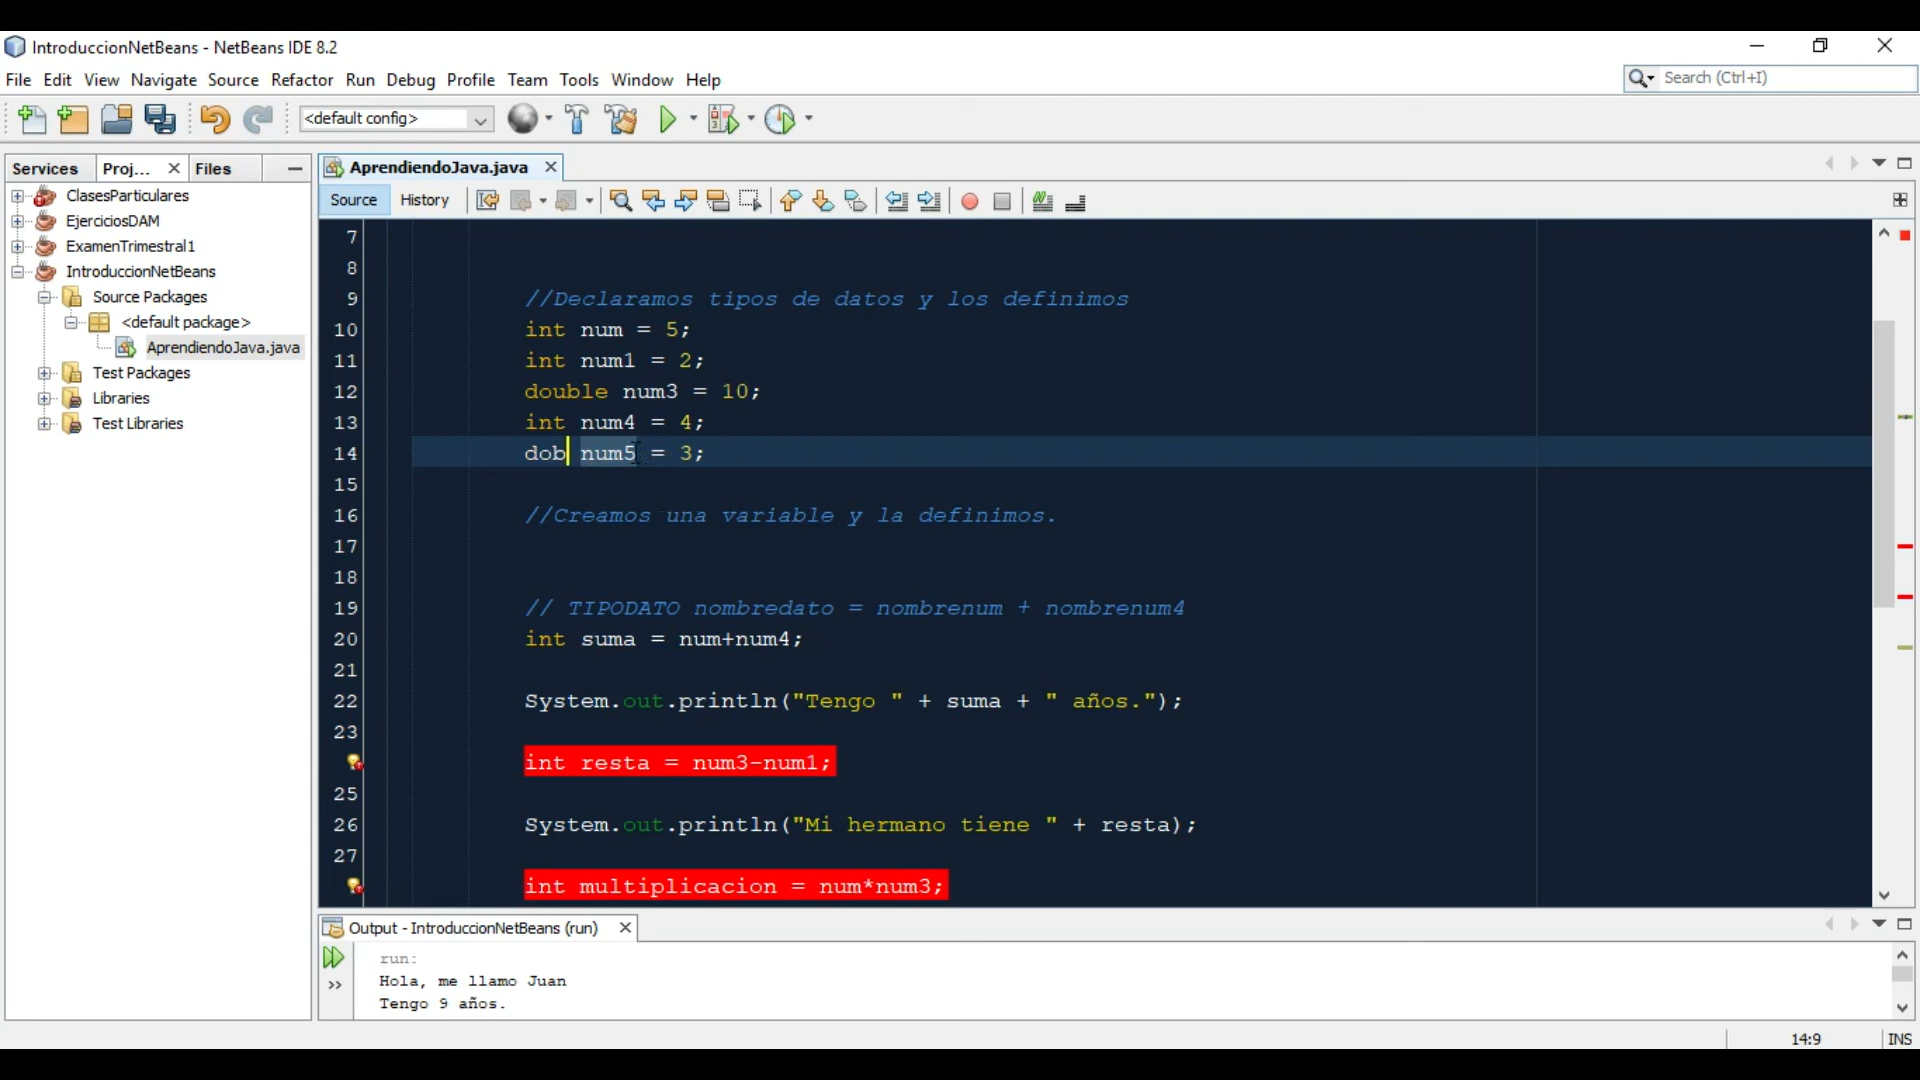 IntroduccionNetBeans - NetBeans IDE 8.2
File Edit View Navigate Source Refactor Run Debug Profile Team Tools Window Help
Search (Ctrl+I)
<default config>
Services Proj... Files
AprendiendoJava.java
Source History
ClasesParticulares
EjerciciosDAM
ExamenTrimestral1
IntroduccionNetBeans
Source Packages
<default package>
AprendiendoJava.java
Test Packages
Libraries
Test Libraries
7
8
9 //Declaramos tipos de datos y los definimos
10 int num = 5;
11 int num1 = 2;
12 double num3 = 10;
13 int num4 = 4;
14 dob num5 = 3;
15
16 //Creamos una variable y la definimos.
17
18
19 // TIPODATO nombredato = nombrenum + nombrenum4
20 int suma = num+num4;
21
22 System.out.println("Tengo " + suma + " años.");
23
int resta = num3-num1;
25
26 System.out.println("Mi hermano tiene " + resta);
27
int multiplicacion = num*num3;
Output - IntroduccionNetBeans (run)
run:
Hola, me llamo Juan
Tengo 9 años.
14:9 INS